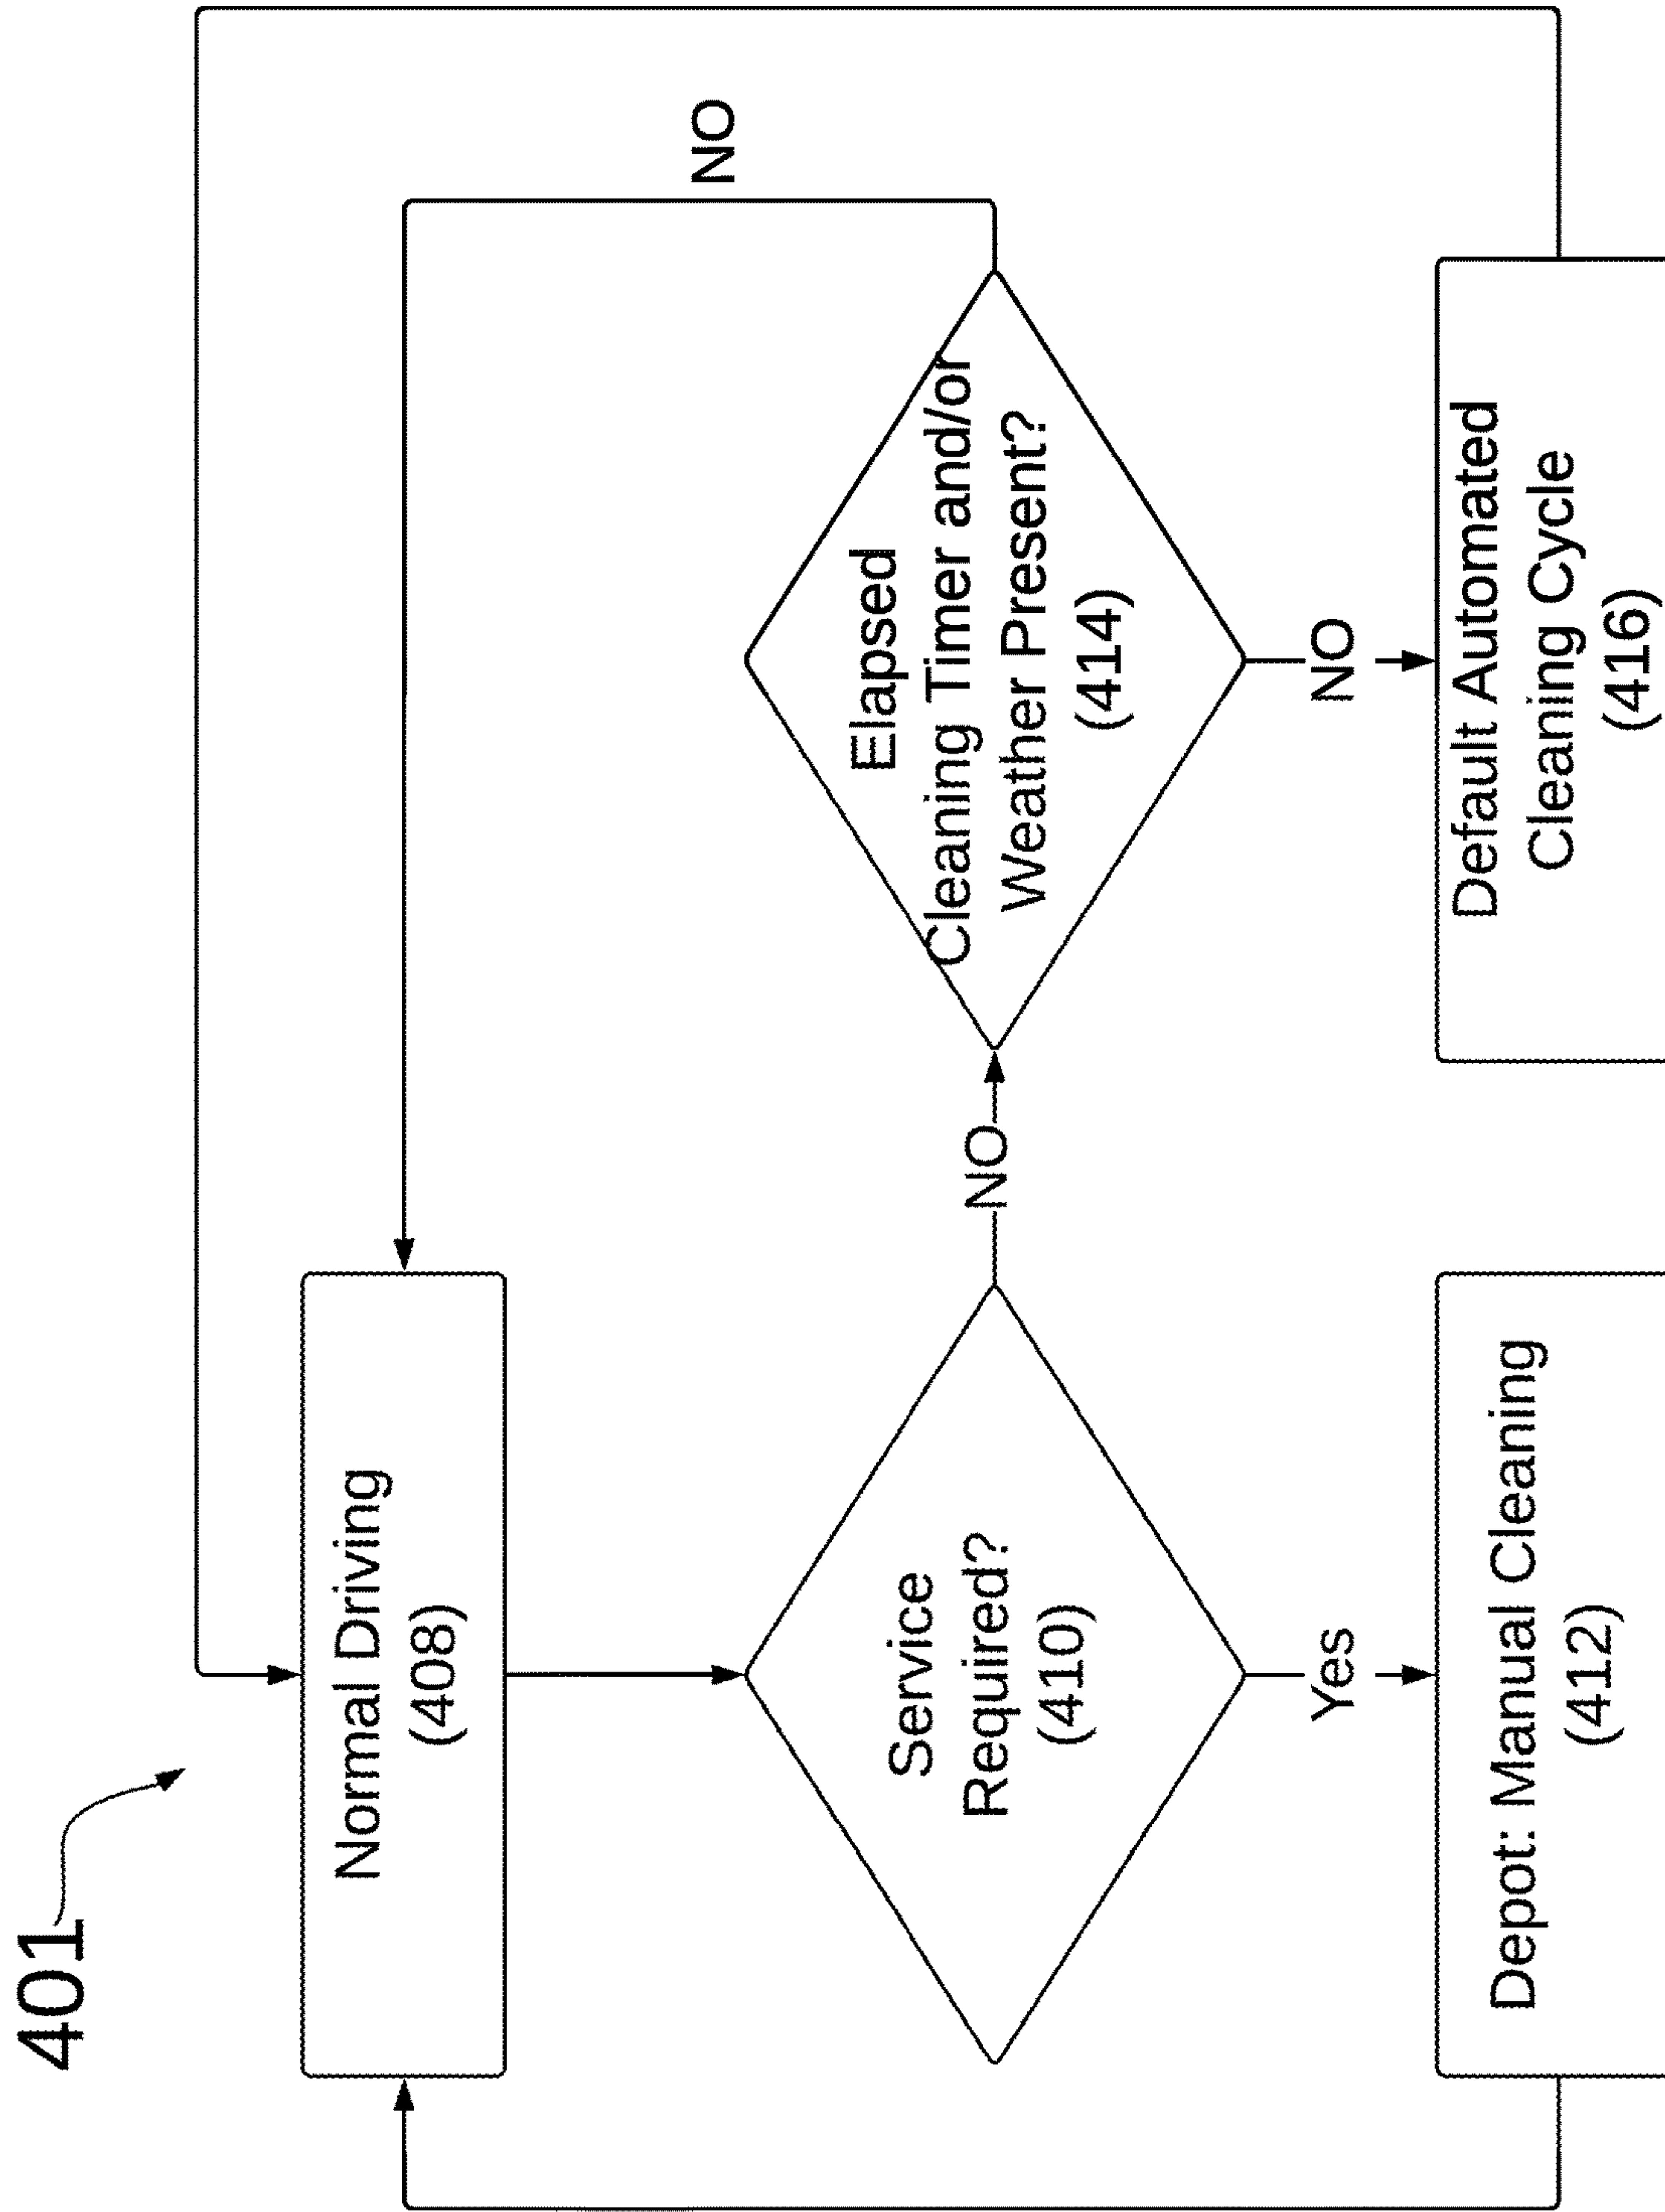 401
Normal Driving
(408)
Service
Required?
(410)
NO
Elapsed
Cleaning Timer and/or
Weather Present?
(414)
NO
Yes
NO
Depot: Manual Cleaning
(412)
Default Automated
Cleaning Cycle
(416)